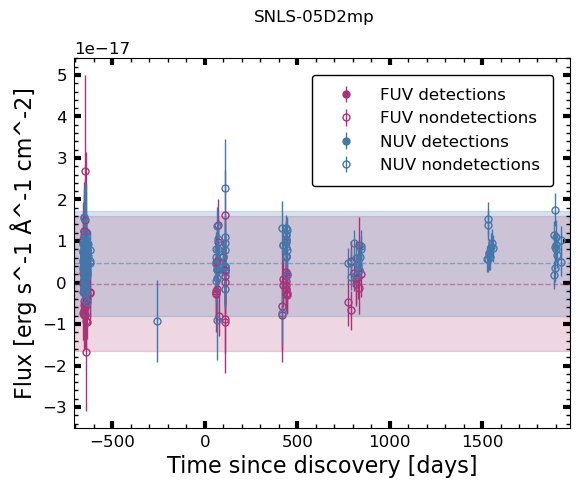 SNLS-05D2mp
1e−17
5
4
3
2
1
0
−1
−2
−3
Flux [erg s^-1 Å^-1 cm^-2]
FUV detections
FUV nondetections
NUV detections
NUV nondetections
−500 0 500 1000 1500
Time since discovery [days]